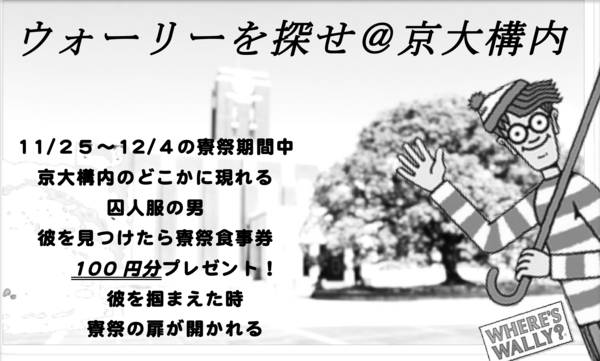 ウォーリーを探せ＠京大構内
11/25～12/4の寮祭期間中
京大構内のどこかに現れる
囚人服の男
彼を見つけたら寮祭食事券
100円分プレゼント！
彼を掴まえた時
寮祭の扉が開かれる
WHERE'S
WALLY?